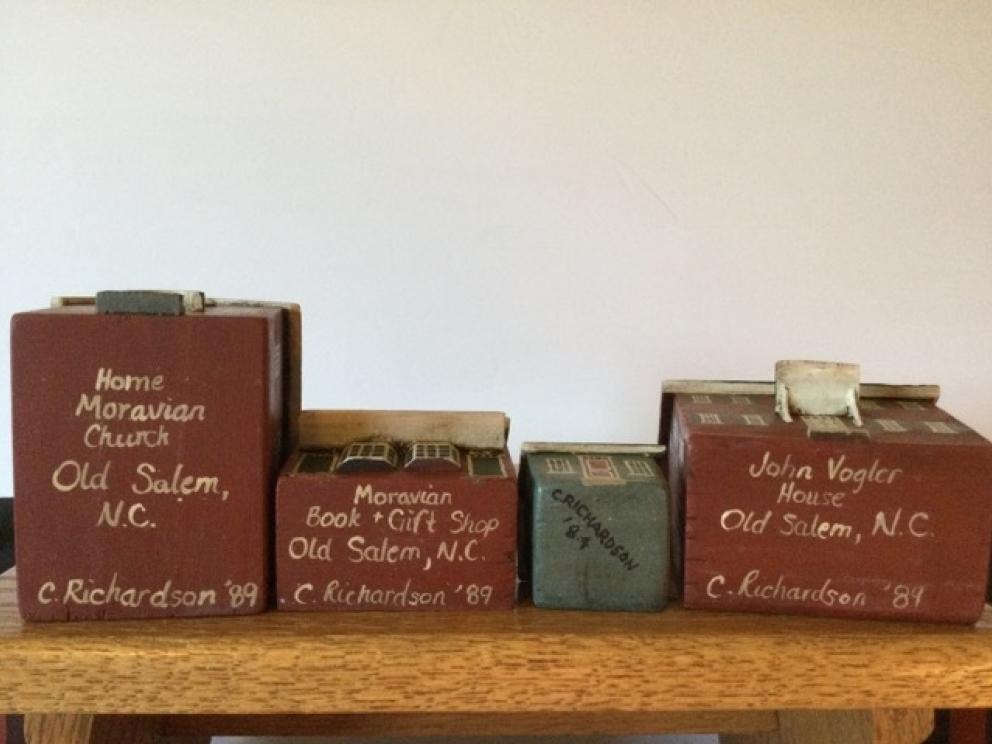 Home
Moravian
Church
Old Salem,
N.C.
C. Richardson '89
Moravian
Book + Gift Shop
Old Salem, N.C.
C. Richardson '89
C. RICHARDSON
'84
John Vogler
House
Old Salem, N.C.
C. Richardson '89